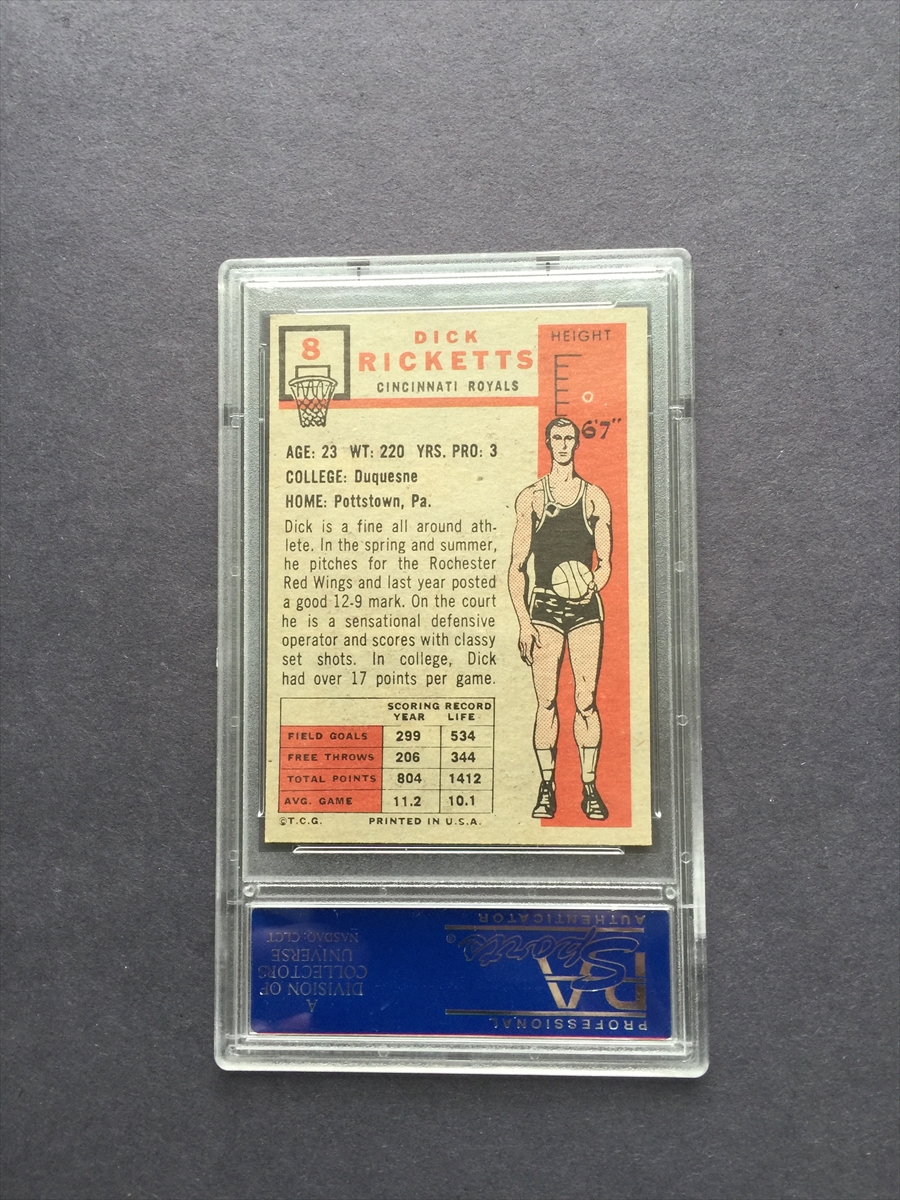 8
DICK
RICKETTS
CINCINNATI ROYALS
HEIGHT
6'7"
AGE: 23 WT: 220 YRS. PRO: 3
COLLEGE: Duquesne
HOME: Pottstown, Pa.
Dick is a fine all around ath-
lete. In the spring and summer,
he pitches for the Rochester
Red Wings and last year posted
a good 12-9 mark. On the court
he is a sensational defensive
operator and scores with classy
set shots. In college, Dick
had over 17 points per game.
SCORING RECORD
YEAR LIFE
FIELD GOALS 299 534
FREE THROWS 206 344
TOTAL POINTS 804 1412
AVG. GAME 11.2 10.1
©T.C.G. PRINTED IN U.S.A.
PROFESSIONAL
PSA
Sports
®
AUTHENTICATOR
A
DIVISION OF
COLLECTORS
UNIVERSE
NASDAQ: CLCT